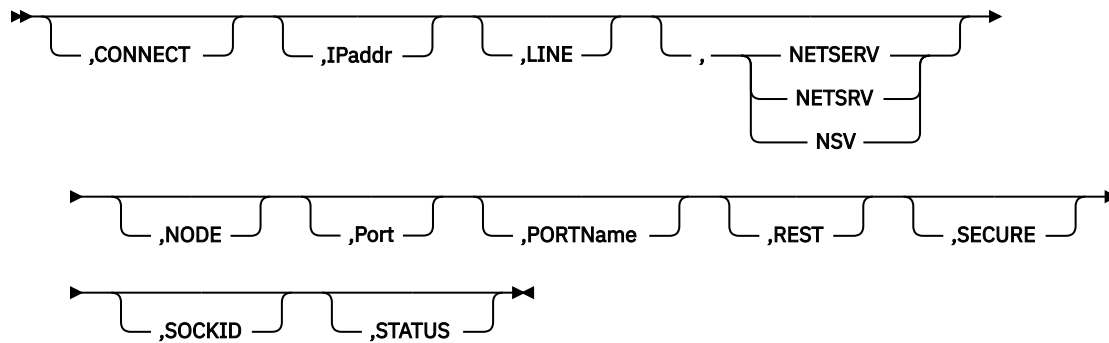 ,CONNECT ,IPaddr ,LINE , NETSERV
NETSRV
NSV
,NODE ,Port ,PORTName ,REST ,SECURE
,SOCKID ,STATUS